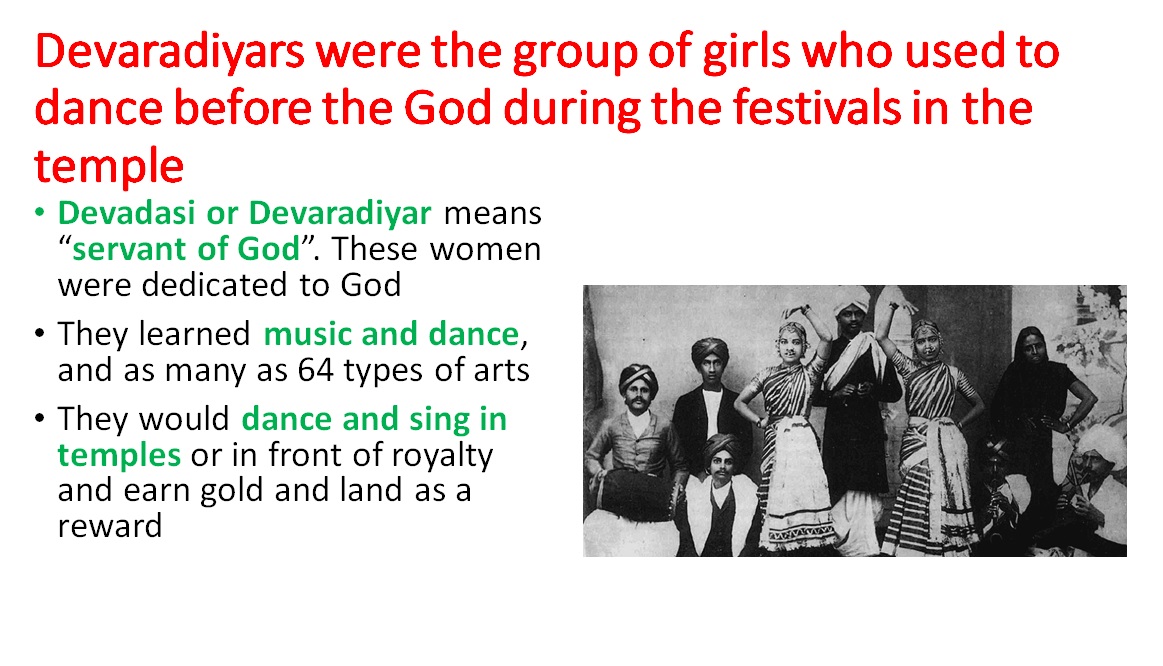 Devaradiyars were the group of girls who used to
dance before the God during the festivals in the
temple
• Devadasi or Devaradiyar means
“servant of God”. These women
were dedicated to God
• They learned music and dance,
and as many as 64 types of arts
• They would dance and sing in
temples or in front of royalty
and earn gold and land as a
reward